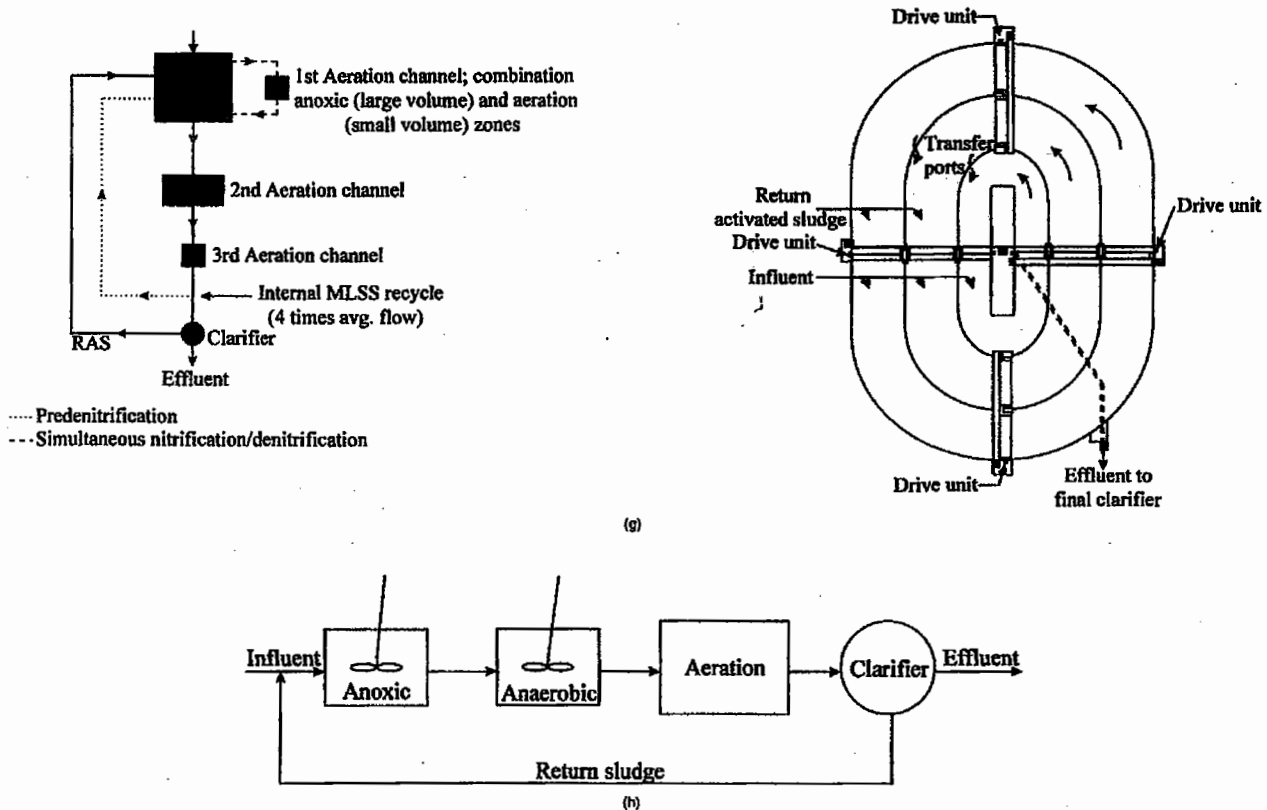 1st Aeration channel; combination
anoxic (large volume) and aeration
(small volume) zones
2nd Aeration channel
3rd Aeration channel
Internal MLSS recycle
(4 times avg. flow)
RAS
Clarifier
Effluent
Predenitrification
Simultaneous nitrification/denitrification
Drive unit
Transfer
ports
Return
activated sludge
Drive unit
Drive unit
Influent
Drive unit
Effluent to
final clarifier
(g)
Influent
Anoxic
Anaerobic
Aeration
Clarifier
Effluent
Return sludge
(h)